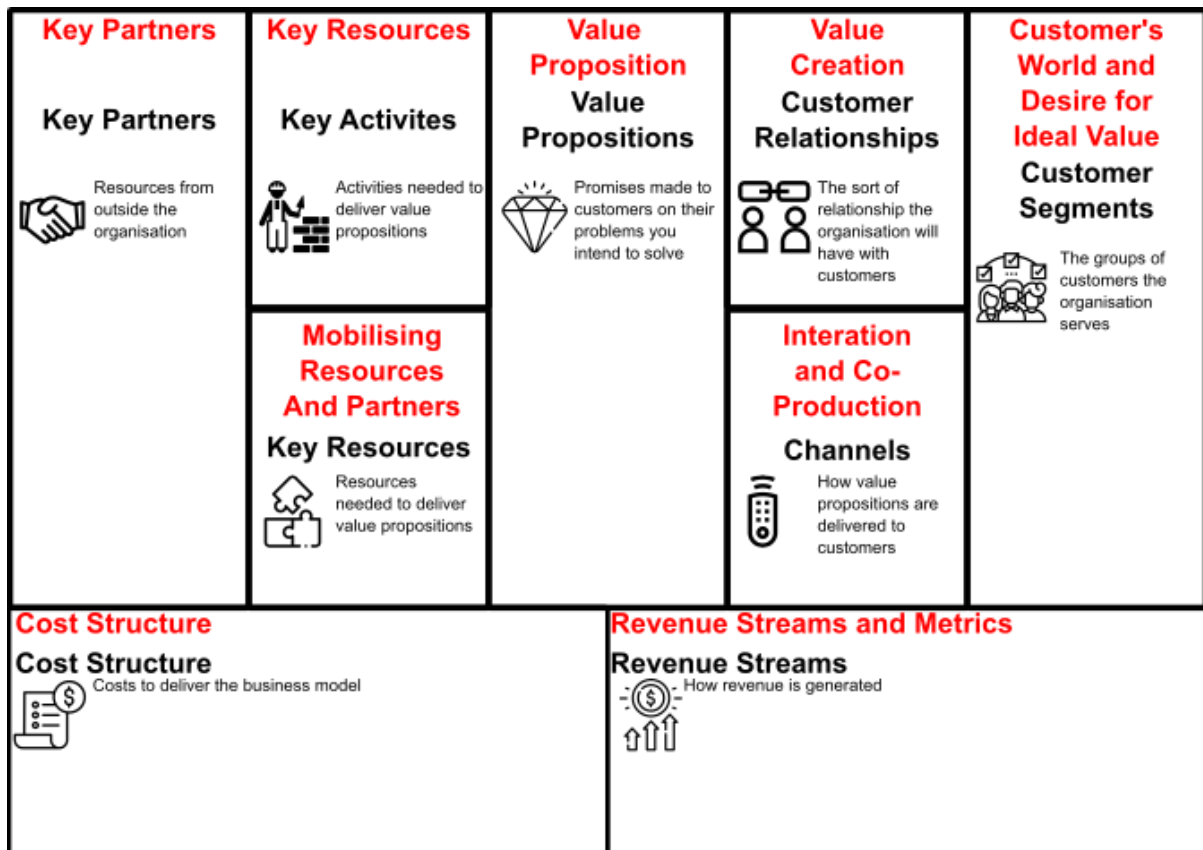 Key Partners
Key Partners
Resources from
outside the
organisation
Key Resources
Key Activites
Activities needed to
deliver value
propositions
Mobilising
Resources
And Partners
Key Resources
Resources
needed to deliver
value propositions
Value
Proposition
Value
Propositions
Promises made to
customers on their
problems you
intend to solve
Value
Creation
Customer
Relationships
The sort of
relationship the
organisation will
have with
customers
Interation
and Co-
Production
Channels
How value
propositions are
delivered to
customers
Customer's
World and
Desire for
Ideal Value
Customer
Segments
The groups of
customers the
organisation
serves
Cost Structure
Cost Structure
Costs to deliver the business model
$
Revenue Streams and Metrics
Revenue Streams
How revenue is generated
$